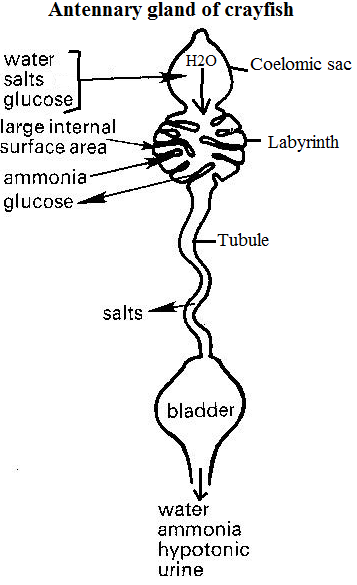 Antennary gland of crayfish
water
salts
glucose
H2O
Coelomic sac
large internal
surface area
Labyrinth
ammonia
glucose
Tubule
salts
bladder
water
ammonia
hypotonic
urine